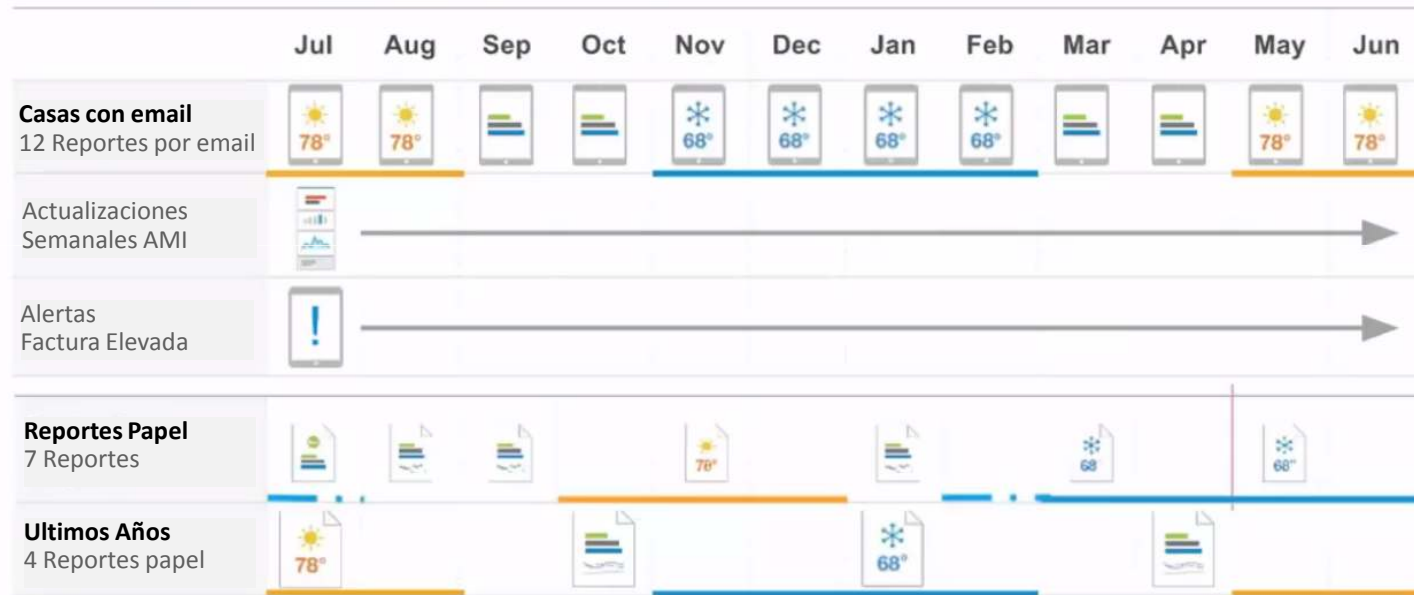 Jul Aug Sep Oct Nov Dec Jan Feb Mar Apr May Jun
Casas con email
12 Reportes por email
78° 78° 68° 68° 68° 68° 78° 78°
Actualizaciones
Semanales AMI
Alertas
Factura Elevada
!
Reportes Papel
7 Reportes
78° 68 68°
Ultimos Años
4 Reportes papel
78° 68°